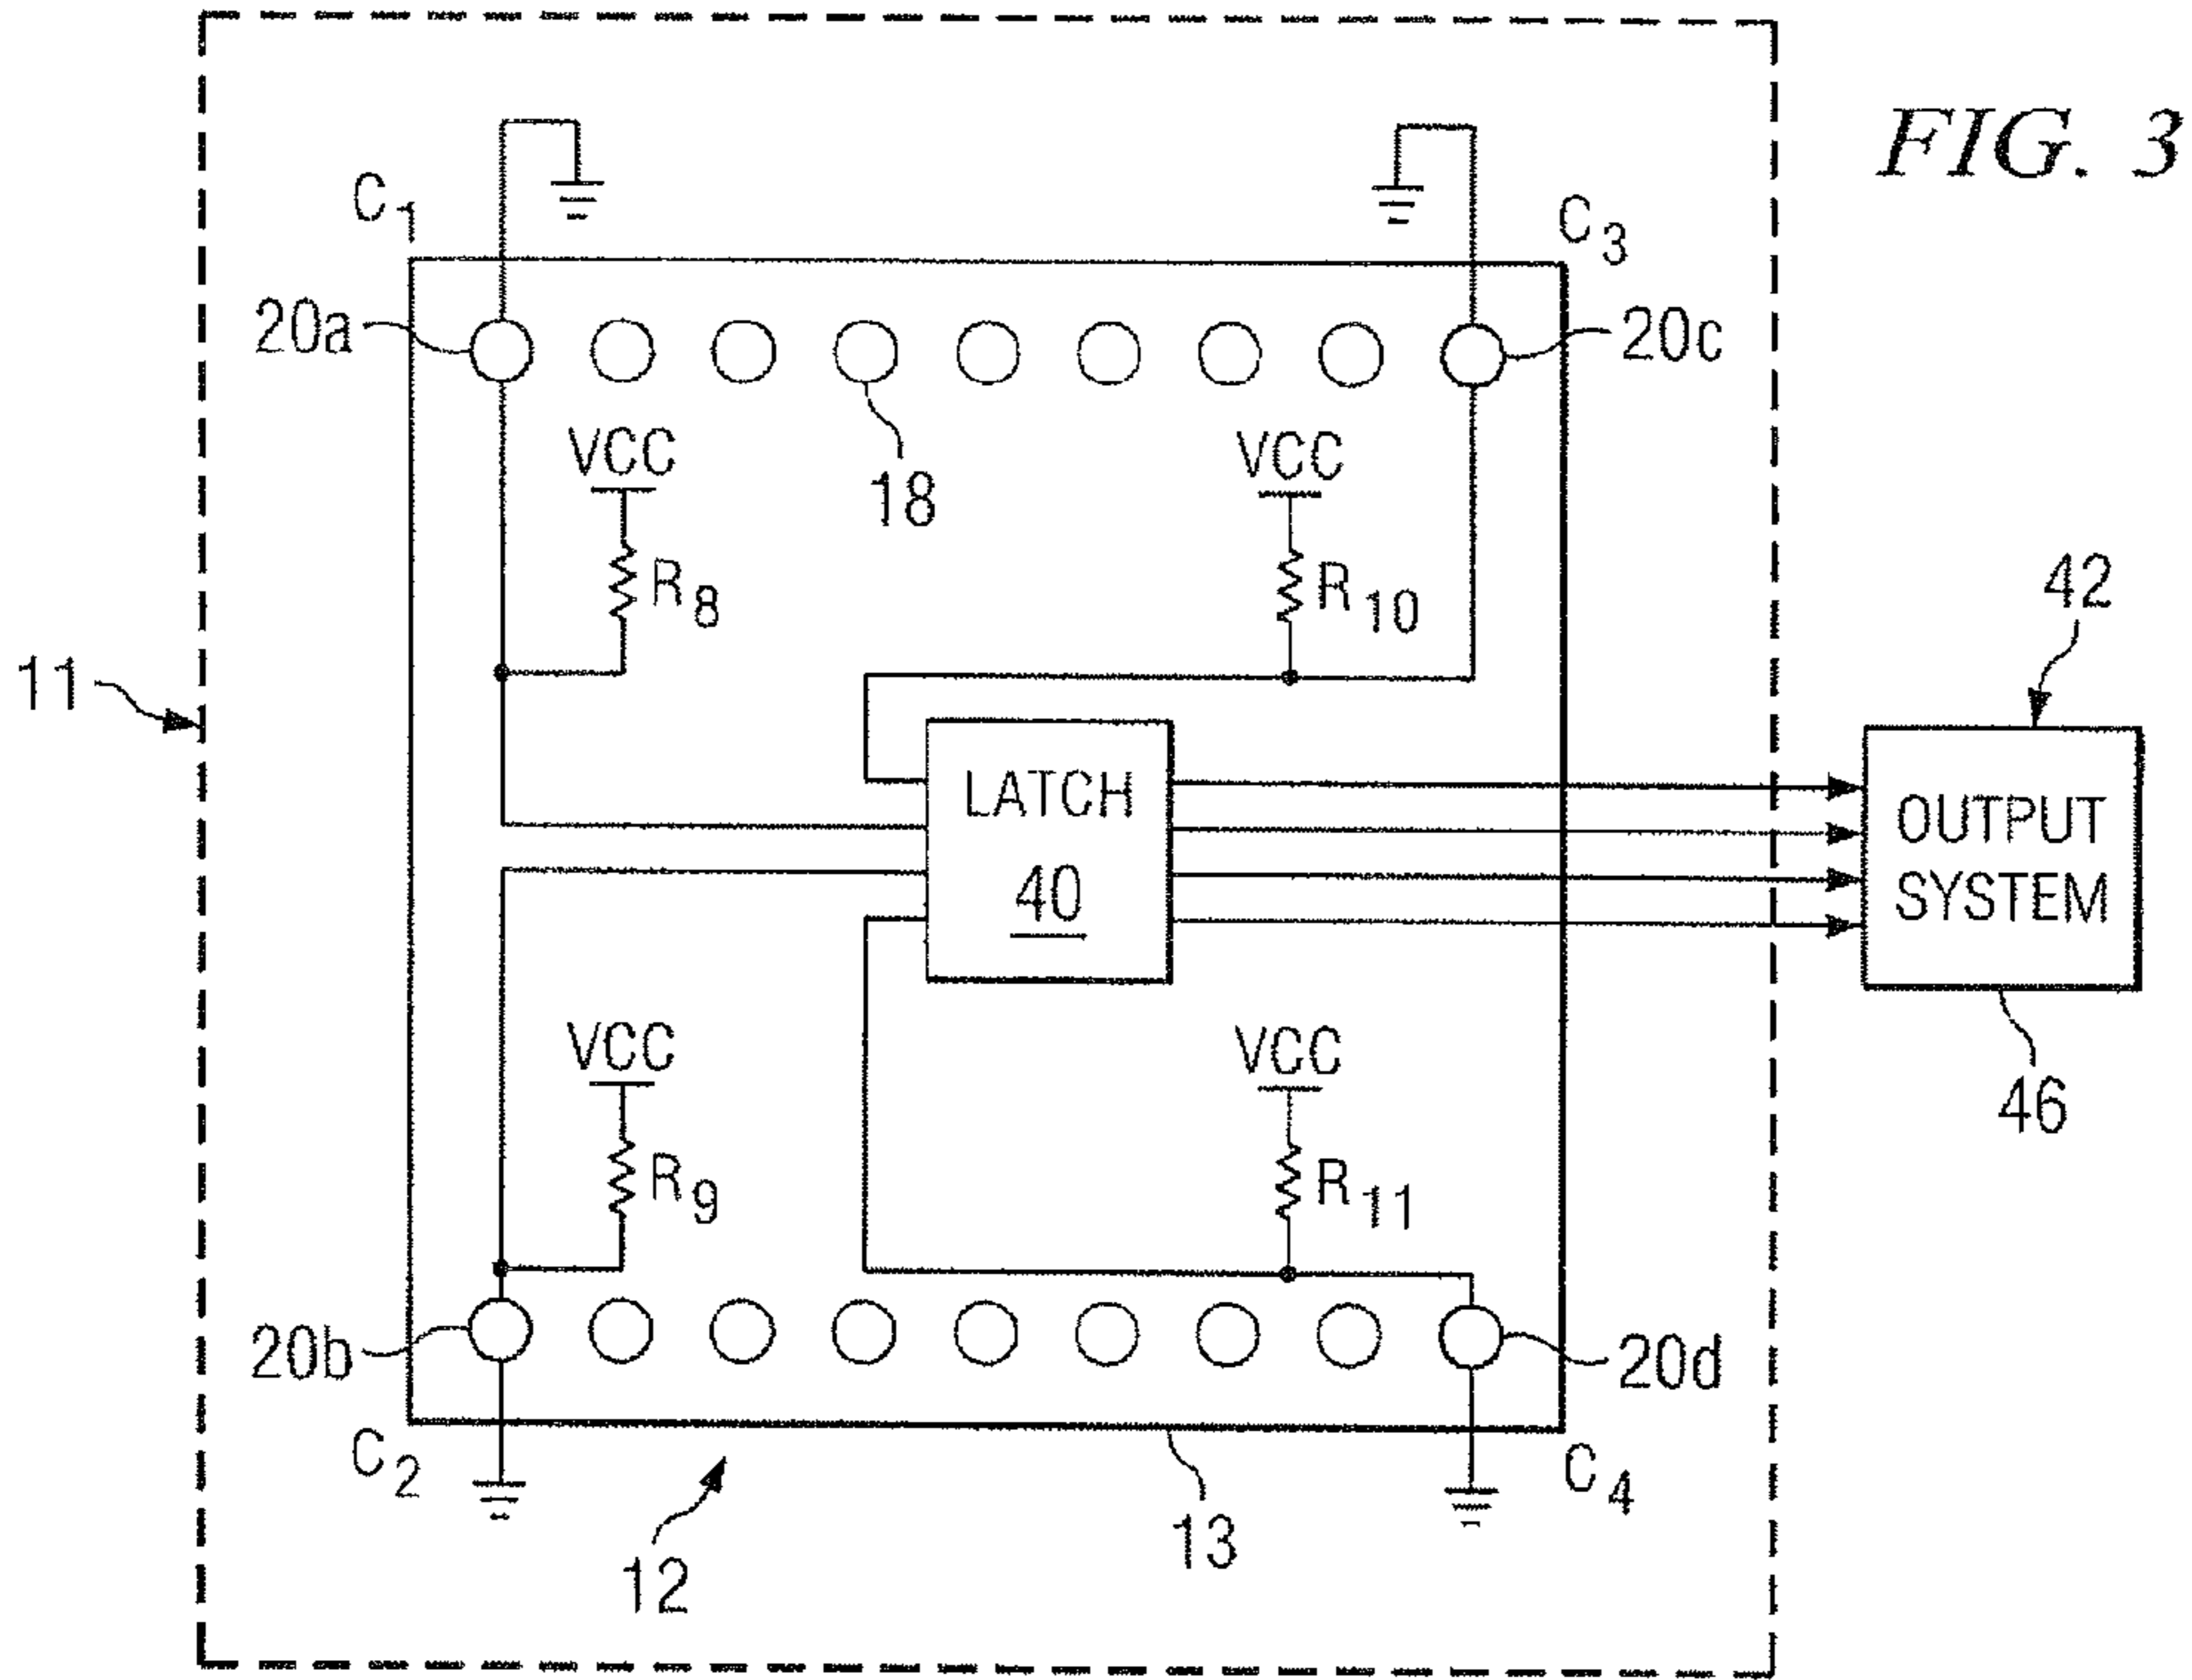 FIG. 3
C1
C3
20a
20c
VCC
18
VCC
R8
R10
42
11
LATCH
40
OUTPUT
SYSTEM
VCC
VCC
46
R9
R11
20b
20d
C2
C4
12
13